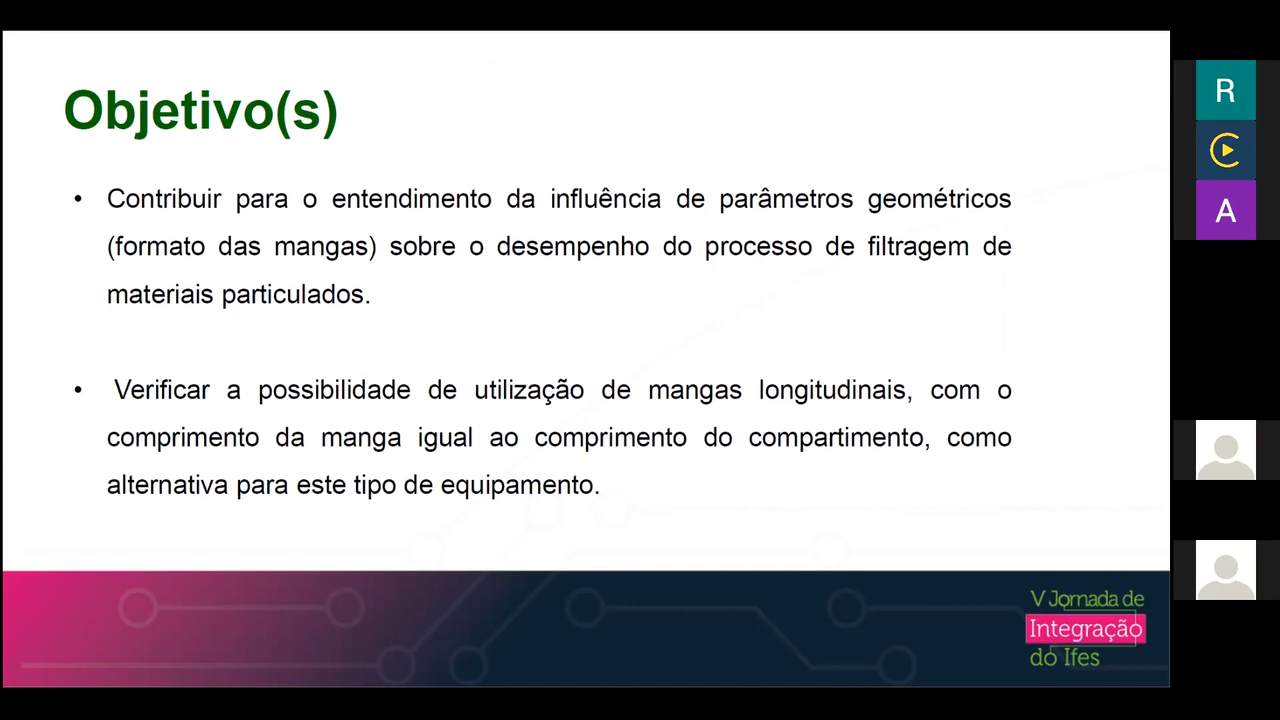 Objetivo(s)
• Contribuir para o entendimento da influência de parâmetros geométricos
(formato das mangas) sobre o desempenho do processo de filtragem de
materiais particulados.
• Verificar a possibilidade de utilização de mangas longitudinais, com o
comprimento da manga igual ao comprimento do compartimento, como
alternativa para este tipo de equipamento.
V Jornada de
Integração
do Ifes
R
A